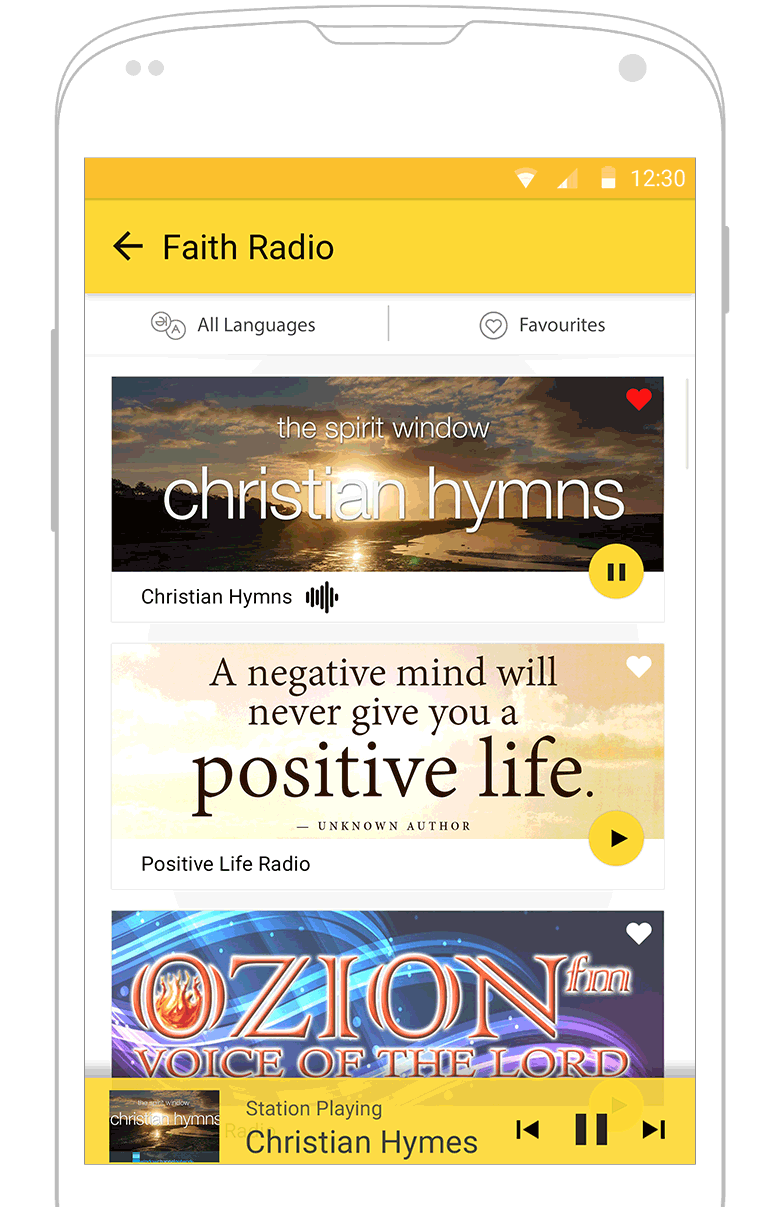 12:30
Faith Radio
All Languages
Favourites
the spirit window
christian hymns
Christian Hymns
A negative mind will
never give you a
positive life.
— UNKNOWN AUTHOR
Positive Life Radio
OZION fm
VOICE OF THE LORD
the spirit window
christian hymns
Radio
Station Playing
Christian Hymes